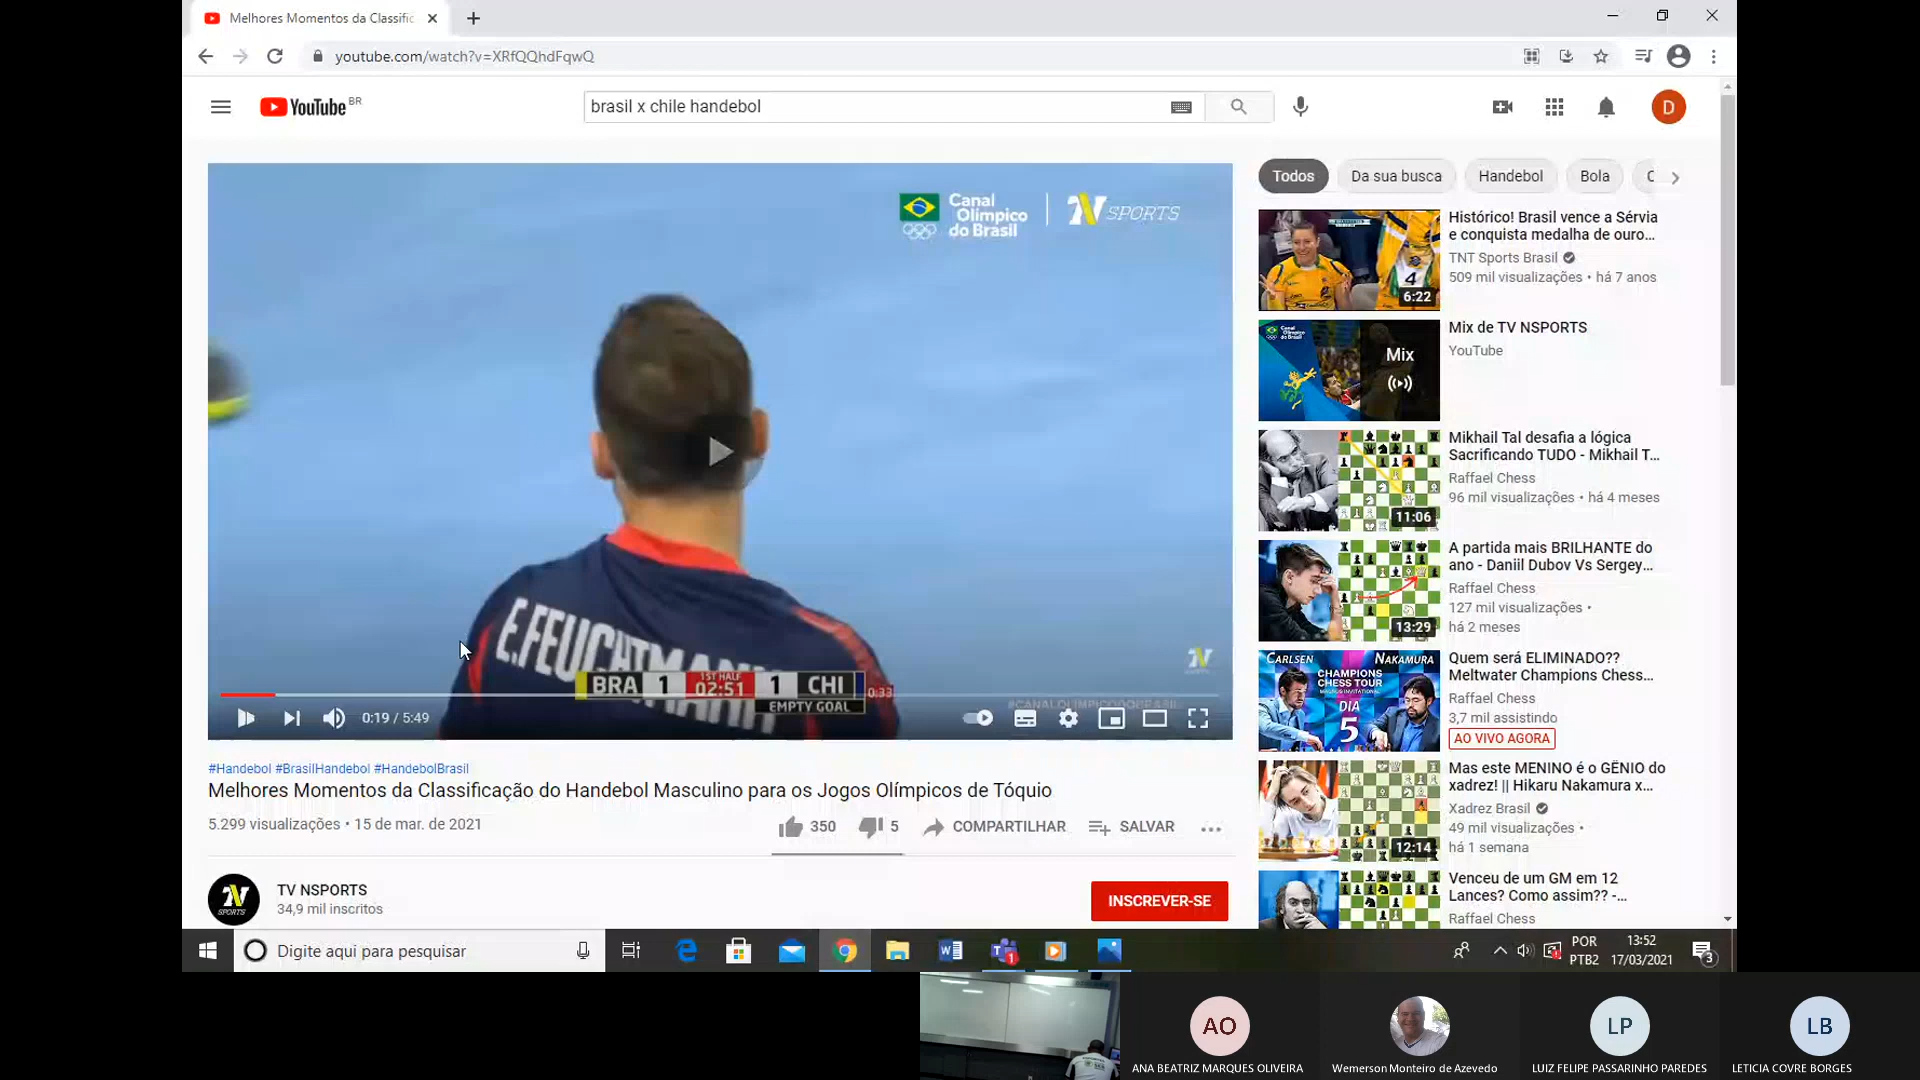 Melhores Momentos da Classific
youtube.com/watch?v=XRfQQhdFqwQ
YouTube BR
brasil x chile handebol
D
Canal Olímpico do Brasil
NSPORTS
E.FEUCHTMANN
BRA 1 1ST HALF 02:51 1 CHI 0:33
EMPTY GOAL
#CANALOLIMPICODOBRASIL
0:19 / 5:49
#Handebol #BrasilHandebol #HandebolBrasil
Melhores Momentos da Classificação do Handebol Masculino para os Jogos Olímpicos de Tóquio
5.299 visualizações • 15 de mar. de 2021
350
5
COMPARTILHAR
SALVAR
TV NSPORTS
34,9 mil inscritos
INSCREVER-SE
Todos
Da sua busca
Handebol
Bola
Histórico! Brasil vence a Sérvia
e conquista medalha de ouro...
TNT Sports Brasil
509 mil visualizações • há 7 anos
6:22
Mix de TV NSPORTS
YouTube
Mix
Mikhail Tal desafia a lógica
Sacrificando TUDO - Mikhail T...
Raffael Chess
96 mil visualizações • há 4 meses
11:06
A partida mais BRILHANTE do
ano - Daniil Dubov Vs Sergey...
Raffael Chess
127 mil visualizações •
há 2 meses
13:29
Quem será ELIMINADO??
Meltwater Champions Chess...
Raffael Chess
3,7 mil assistindo
AO VIVO AGORA
CARLSEN NAKAMURA
CHAMPIONS
CHESS TOUR
MAGNUS INVITATIONAL
DIA
5
Mas este MENINO é o GÊNIO do
xadrez! || Hikaru Nakamura x...
Xadrez Brasil
49 mil visualizações •
há 1 semana
12:14
Venceu de um GM em 12
Lances? Como assim?? -...
Raffael Chess
Digite aqui para pesquisar
1
POR
PTB2
13:52
17/03/2021
3
AO
ANA BEATRIZ MARQUES OLIVEIRA
Wemerson Monteiro de Azevedo
LP
LUIZ FELIPE PASSARINHO PAREDES
LB
LETICIA COVRE BORGES